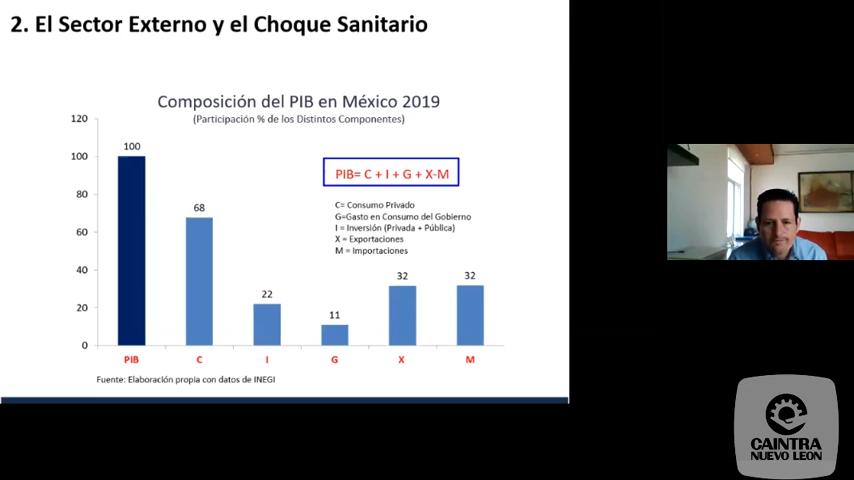 2. El Sector Externo y el Choque Sanitario
Composición del PIB en México 2019
(Participación % de los Distintos Componentes)
120
100
80
60
40
20
0
100
68
22
11
32
32
PIB= C + I + G + X-M
C= Consumo Privado
G=Gasto en Consumo del Gobierno
I = Inversión (Privada + Pública)
X = Exportaciones
M = Importaciones
PIB C I G X M
Fuente: Elaboración propia con datos de INEGI
CAINTRA
NUEVO LEON